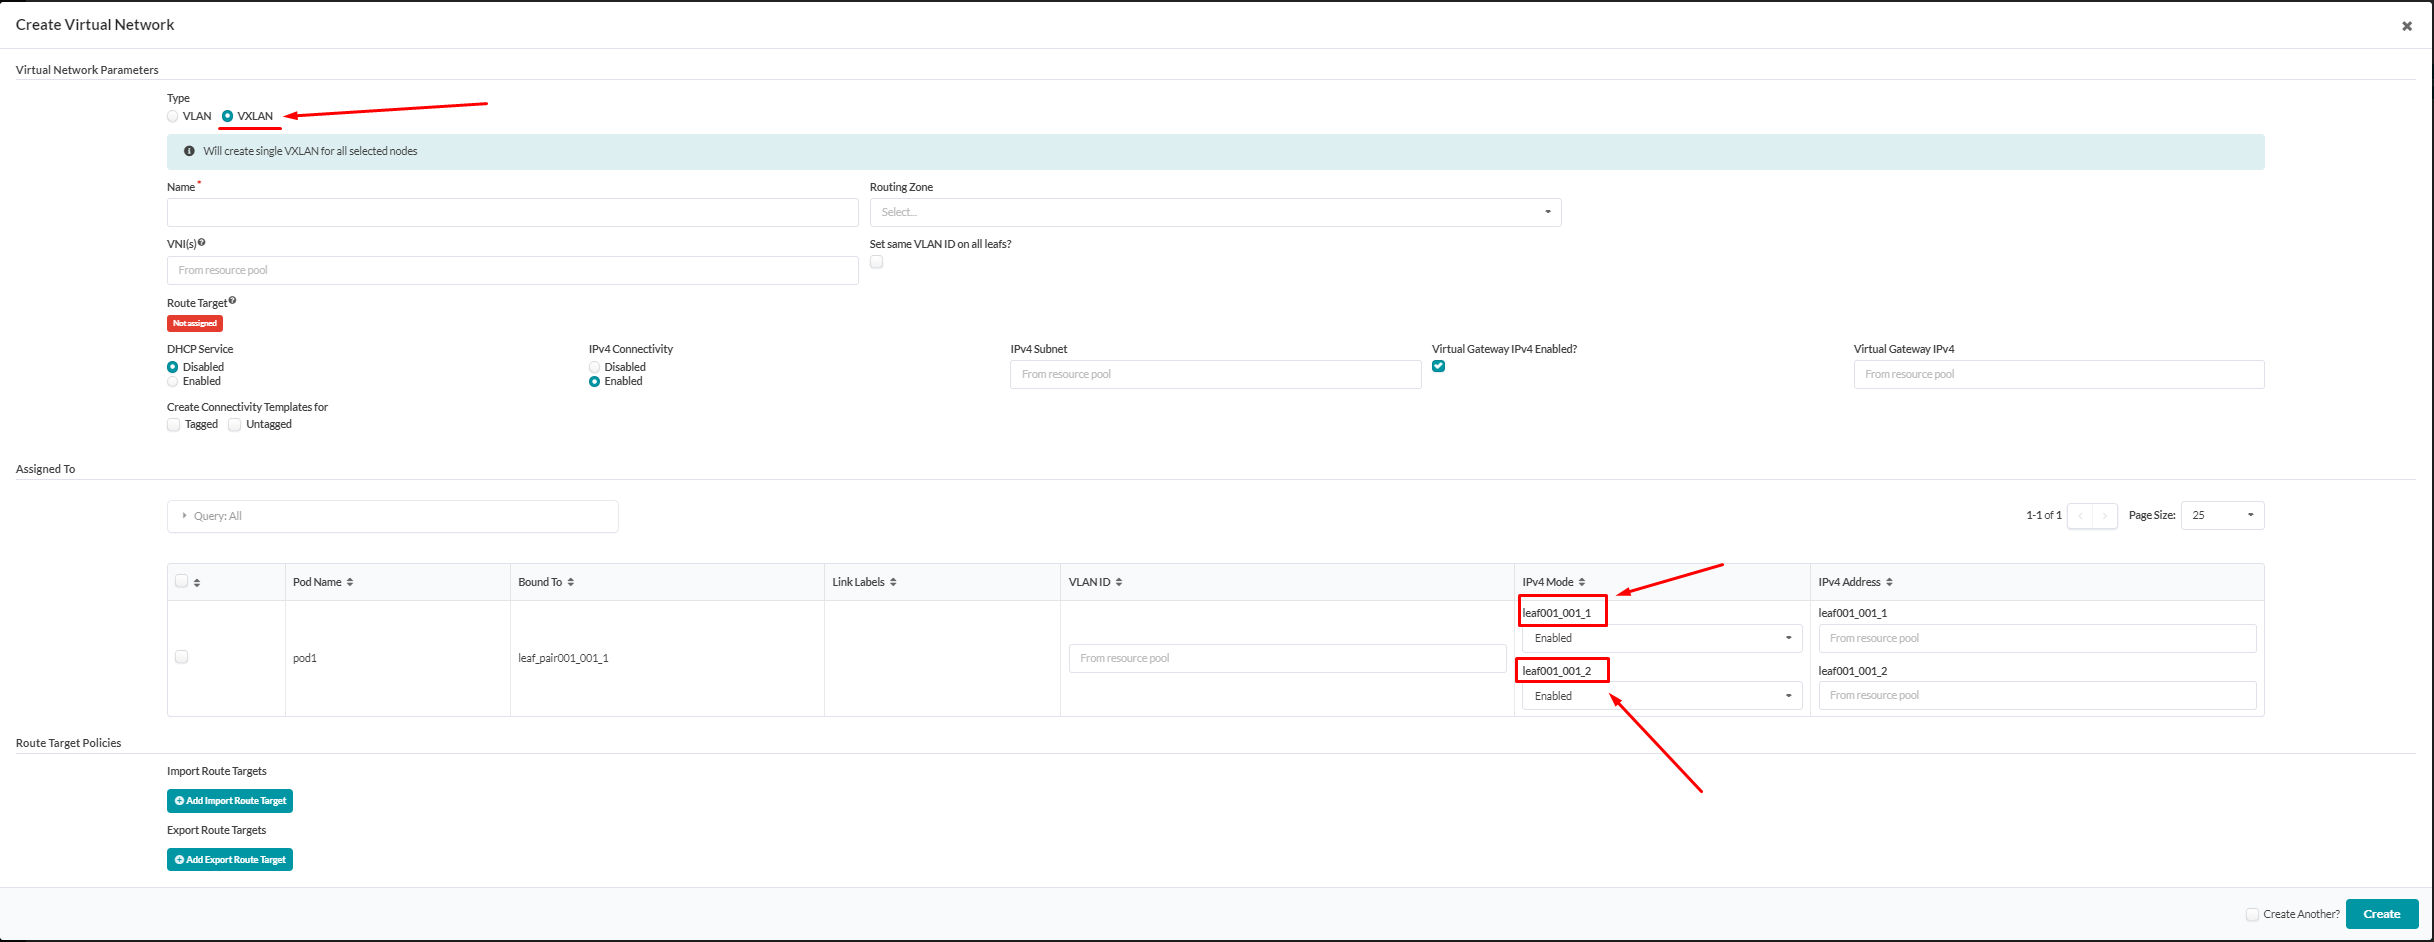 Create Virtual Network
Virtual Network Parameters
Type
VLAN VXLAN
Will create single VXLAN for all selected nodes
Name * Routing Zone
Select...
VNI(s) Set same VLAN ID on all leafs?
From resource pool
Route Target
Not assigned
DHCP Service IPv4 Connectivity IPv4 Subnet Virtual Gateway IPv4 Enabled? Virtual Gateway IPv4
Disabled Disabled From resource pool From resource pool
Enabled Enabled
Create Connectivity Templates for
Tagged Untagged
Assigned To
Query: All 1-1 of 1 Page Size: 25
Pod Name Bound To Link Labels VLAN ID IPv4 Mode IPv4 Address
leaf001_001_1 leaf001_001_1
Enabled From resource pool
pod1 leaf_pair001_001_1 From resource pool
leaf001_001_2 leaf001_001_2
Enabled From resource pool
Route Target Policies
Import Route Targets
Add Import Route Target
Export Route Targets
Add Export Route Target
Create Another? Create